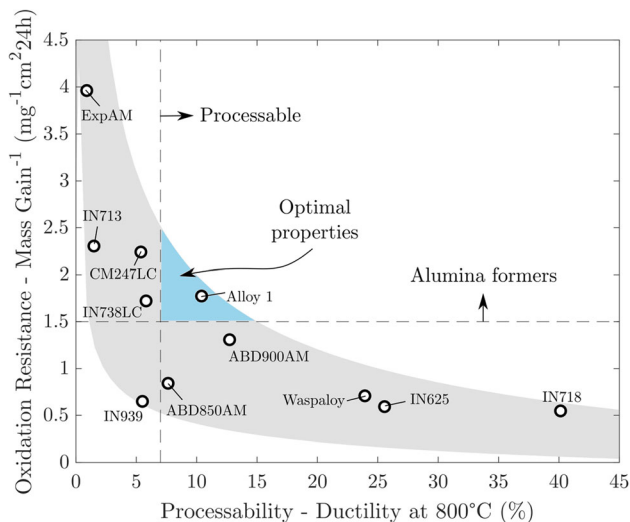 Oxidation Resistance - Mass Gain⁻¹ (mg⁻¹cm²24h)
4.5
4
3.5
3
2.5
2
1.5
1
0.5
0
ExpAM
Processable
IN713
Optimal
properties
CM247LC
Alumina formers
Alloy 1
IN738LC
ABD900AM
Waspaloy
IN625
IN718
IN939
ABD850AM
0 5 10 15 20 25 30 35 40 45
Processability - Ductility at 800°C (%)